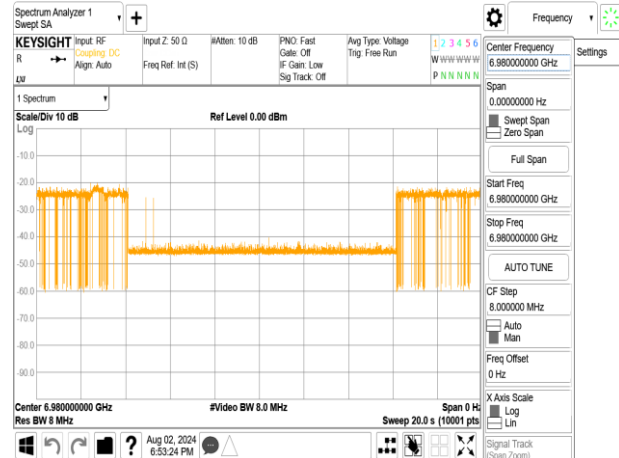 Spectrum Analyzer 1
Swept SA
+
Frequency
KEYSIGHT
R
Input: RF
Coupling: DC
Align: Auto
Input Z: 50 Ω
Freq Ref: Int (S)
#Atten: 10 dB
PNO: Fast
Gate: Off
IF Gain: Low
Sig Track: Off
Avg Type: Voltage
Trig: Free Run
1 2 3 4 5 6
W W W W W W
P N N N N N
Center Frequency
6.980000000 GHz
Settings
Span
0.00000000 Hz
Swept Span
Zero Span
Full Span
Start Freq
6.980000000 GHz
Stop Freq
6.980000000 GHz
AUTO TUNE
CF Step
8.000000 MHz
Auto
Man
Freq Offset
0 Hz
X Axis Scale
Log
Lin
Signal Track
(Span Zoom)
1 Spectrum
Scale/Div 10 dB
Ref Level 0.00 dBm
Log
-10.0
-20.0
-30.0
-40.0
-50.0
-60.0
-70.0
-80.0
-90.0
Center 6.980000000 GHz
#Video BW 8.0 MHz
Span 0 Hz
Res BW 8 MHz
Sweep 20.0 s (10001 pts
?
Aug 02, 2024
6:53:24 PM